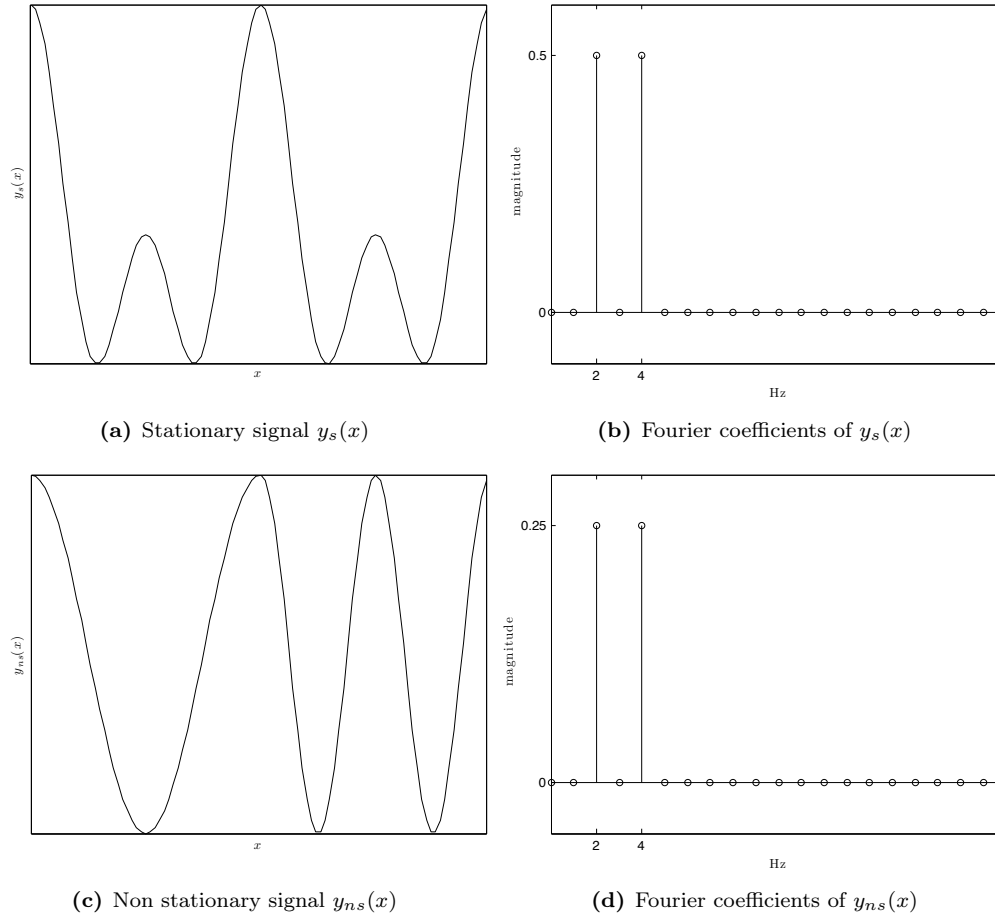 y_s(x)
x
(a) Stationary signal y_s(x)
0.5
0
magnitude
2 4
Hz
(b) Fourier coefficients of y_s(x)
y_ns(x)
x
(c) Non stationary signal y_ns(x)
0.25
0
magnitude
2 4
Hz
(d) Fourier coefficients of y_ns(x)